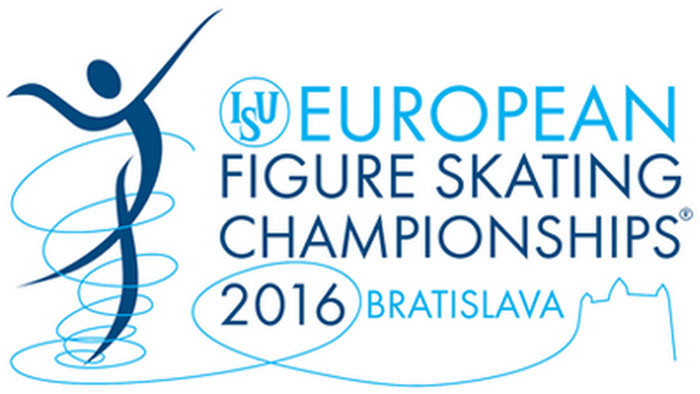 ISU EUROPEAN
FIGURE SKATING
CHAMPIONSHIPS®
2016 BRATISLAVA